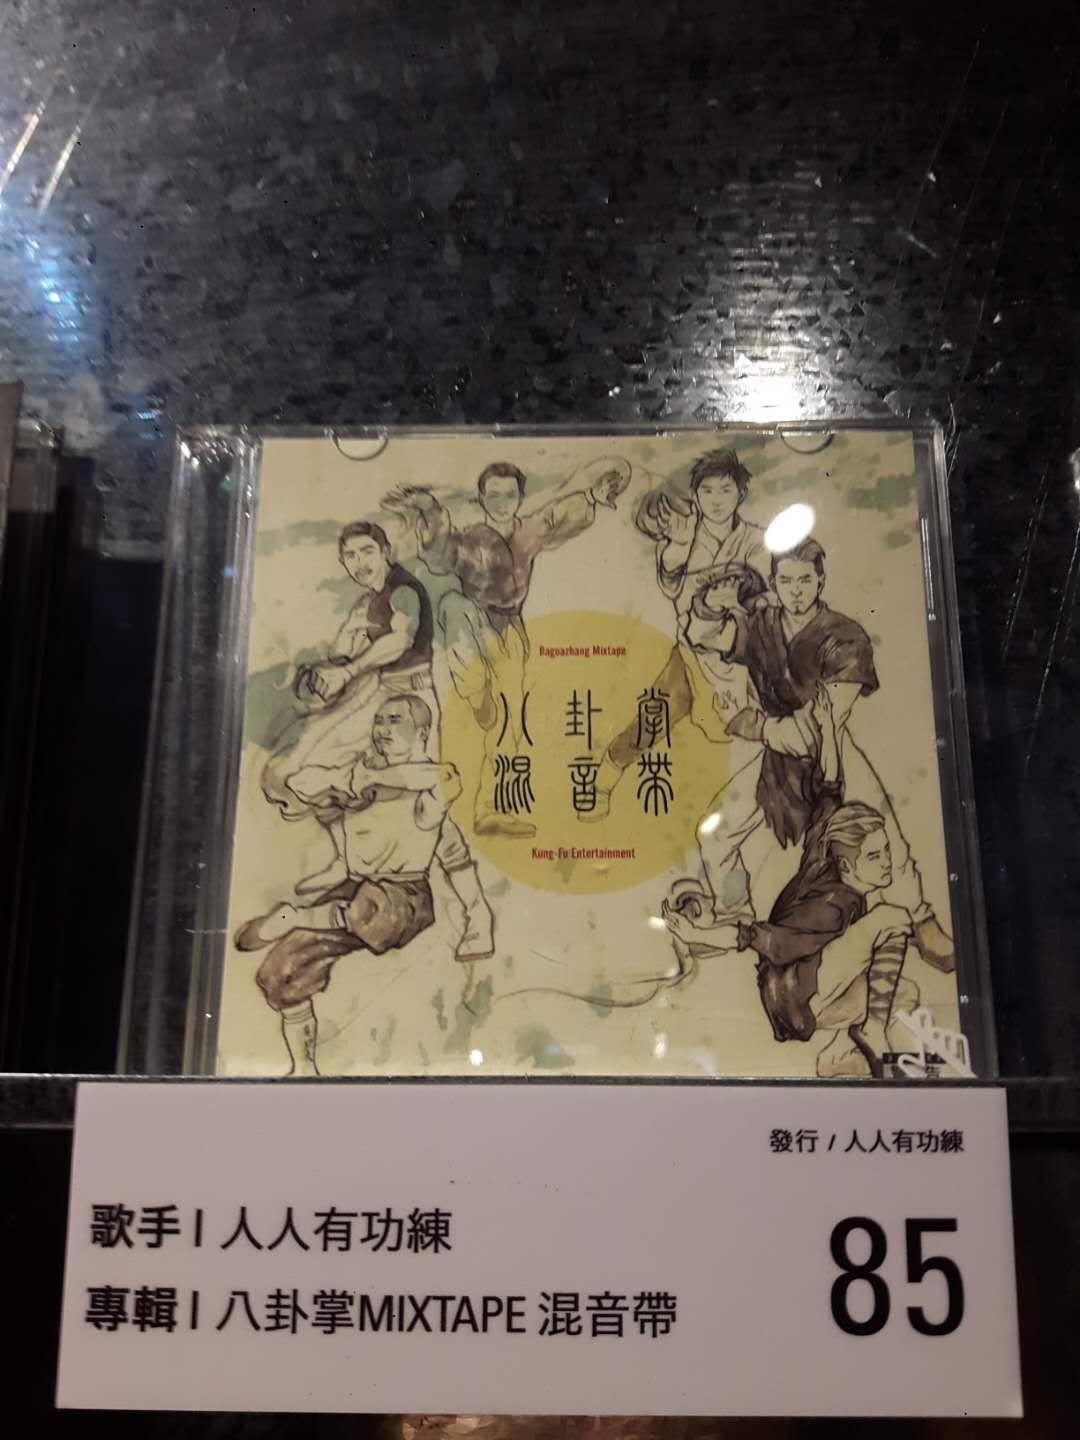 Baguazhang Mixtape
八卦掌
混音帶
Kung-Fu Entertainment
告
發行 / 人人有功練
歌手 | 人人有功練
專輯 | 八卦掌MIXTAPE 混音帶
85